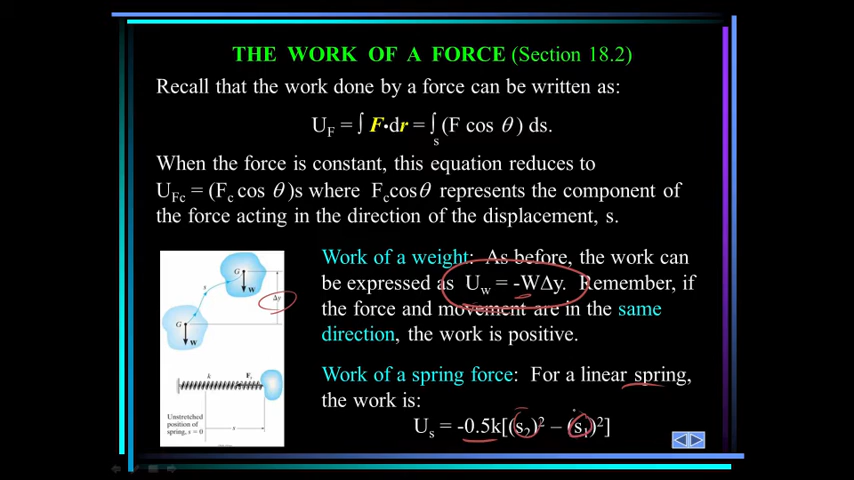 THE WORK OF A FORCE (Section 18.2)
Recall that the work done by a force can be written as:
U_F = ∫ F•dr = ∫_s (F cos θ ) ds.
When the force is constant, this equation reduces to
U_Fc = (F_c cos θ )s where F_c cosθ represents the component of
the force acting in the direction of the displacement, s.
Work of a weight: As before, the work can
be expressed as U_w = -WΔy. Remember, if
the force and movement are in the same
direction, the work is positive.
G
s
W
Δy
G
W
k
F_s
Unstretched
position of
spring, s = 0
s
Work of a spring force: For a linear spring,
the work is:
U_s = -0.5k[(s_2)² – (s_1)²]